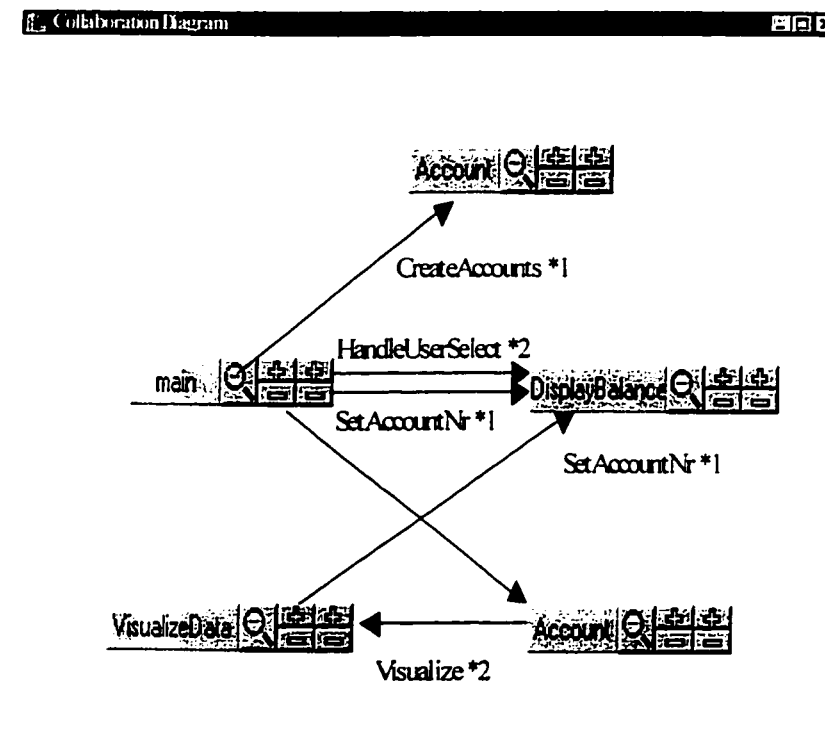 Collaboration Diagram
Account
CreateAccounts *1
HandleUserSelect *2
main
DisplayBalance
SetAccountNr *1
SetAccountNr *1
VisualizeData
Account
Visualize *2